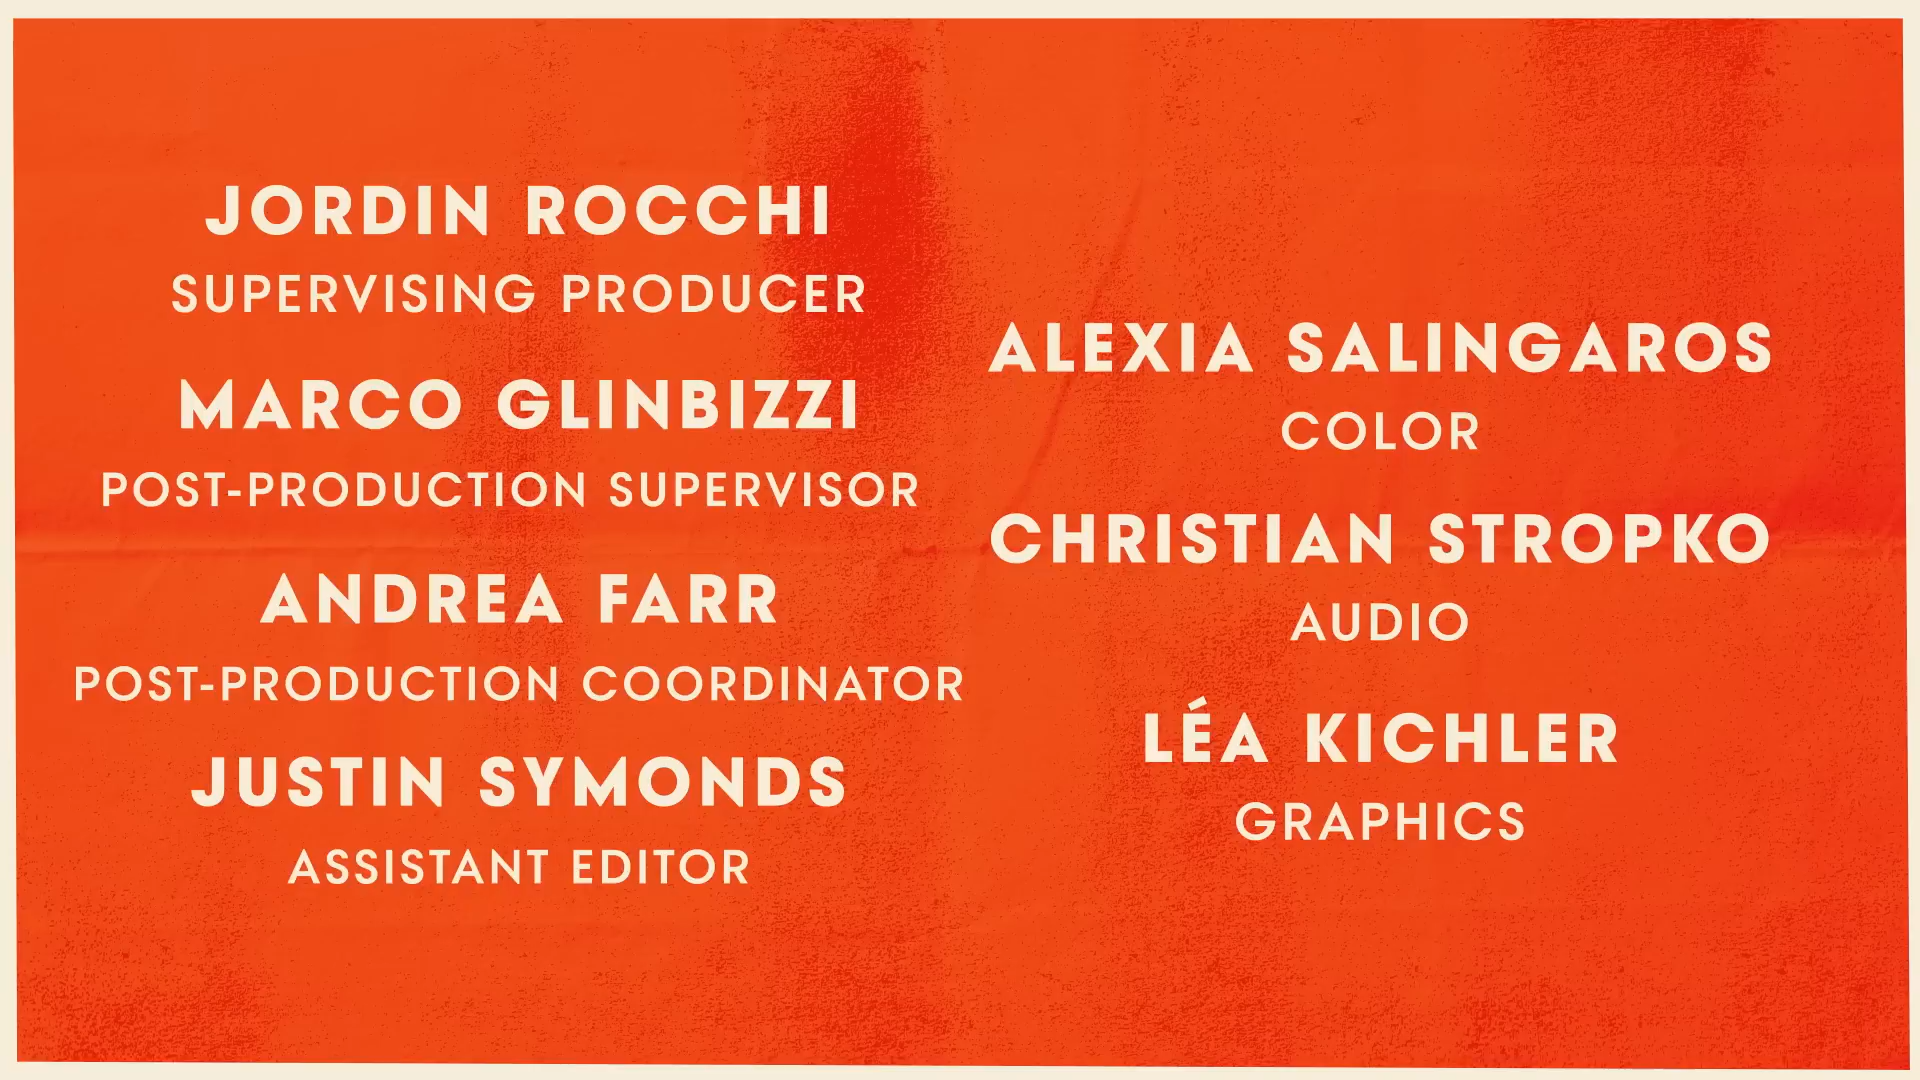 JORDIN ROCCHI
SUPERVISING PRODUCER
MARCO GLINBIZZI
POST-PRODUCTION SUPERVISOR
ANDREA FARR
POST-PRODUCTION COORDINATOR
JUSTIN SYMONDS
ASSISTANT EDITOR
ALEXIA SALINGAROS
COLOR
CHRISTIAN STROPKO
AUDIO
LÉA KICHLER
GRAPHICS